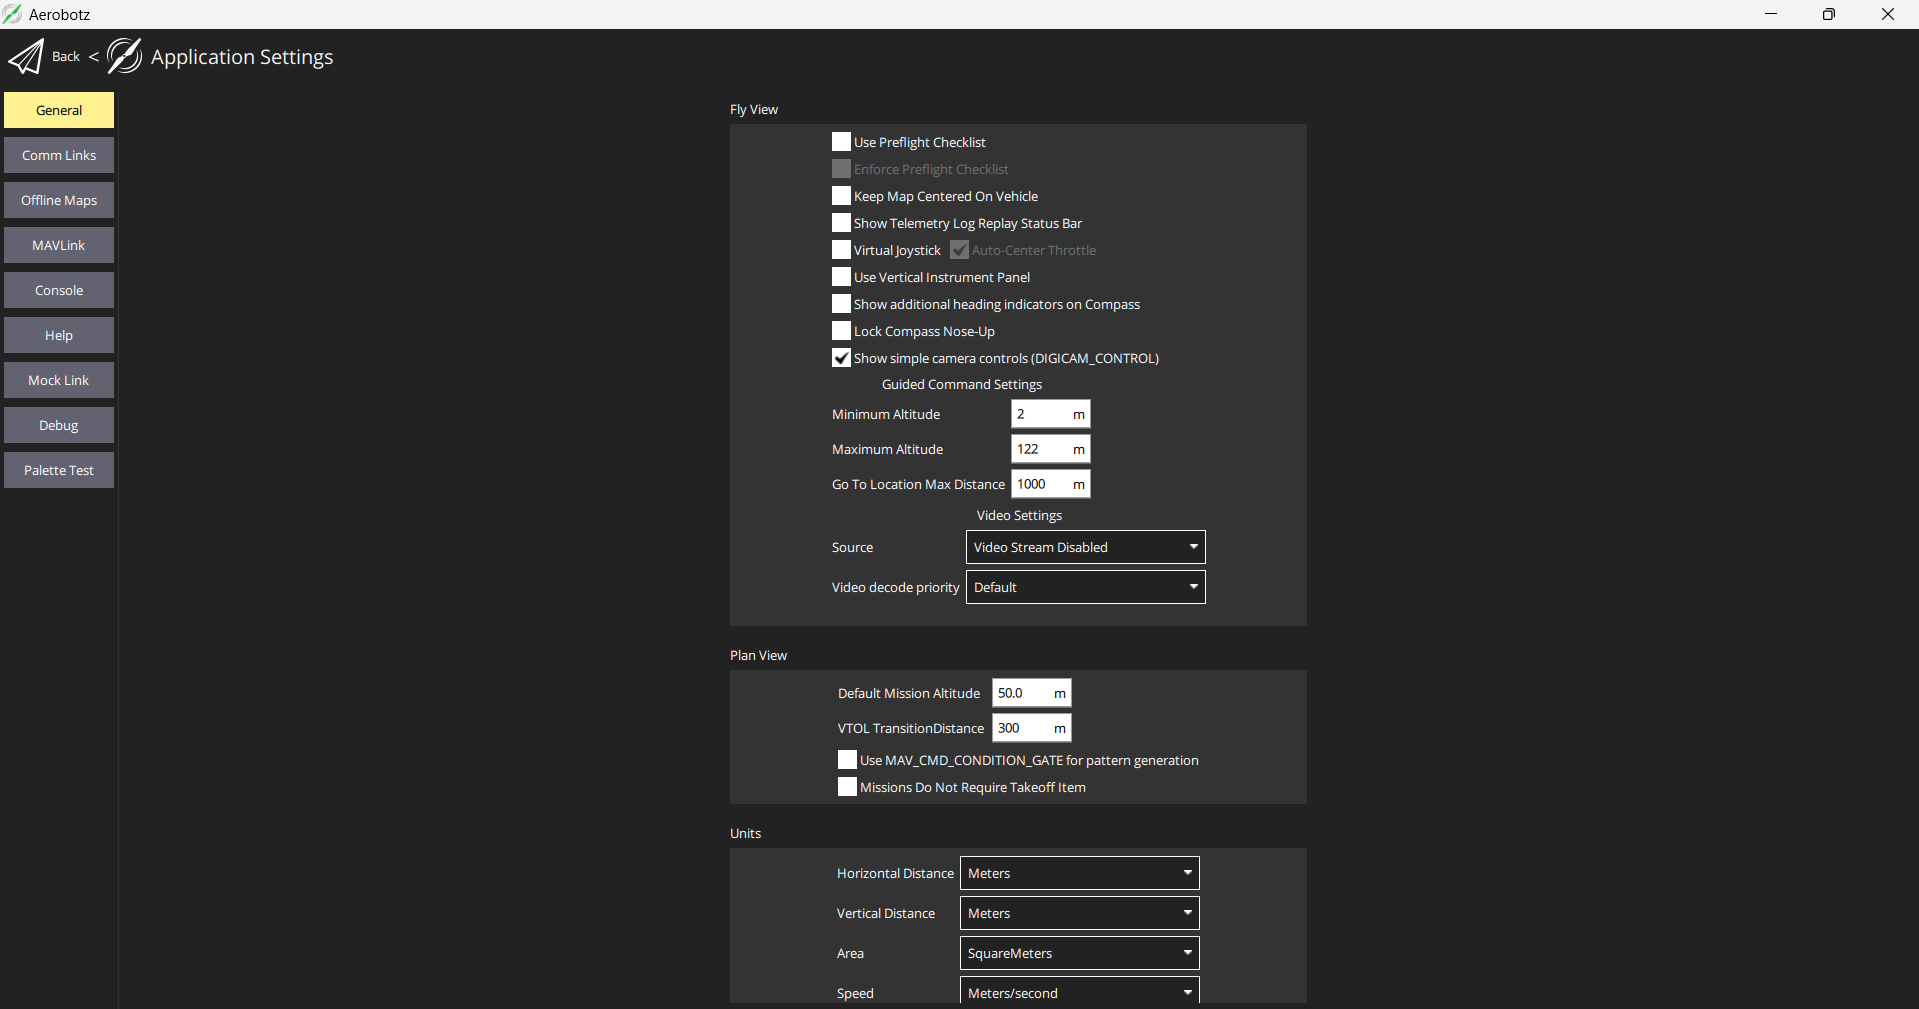 Aerobotz
Back < Application Settings
General
Comm Links
Offline Maps
MAVLink
Console
Help
Mock Link
Debug
Palette Test
Fly View
Use Preflight Checklist
Enforce Preflight Checklist
Keep Map Centered On Vehicle
Show Telemetry Log Replay Status Bar
Virtual Joystick Auto-Center Throttle
Use Vertical Instrument Panel
Show additional heading indicators on Compass
Lock Compass Nose-Up
Show simple camera controls (DIGICAM_CONTROL)
Guided Command Settings
Minimum Altitude 2 m
Maximum Altitude 122 m
Go To Location Max Distance 1000 m
Video Settings
Source Video Stream Disabled
Video decode priority Default
Plan View
Default Mission Altitude 50.0 m
VTOL TransitionDistance 300 m
Use MAV_CMD_CONDITION_GATE for pattern generation
Missions Do Not Require Takeoff Item
Units
Horizontal Distance Meters
Vertical Distance Meters
Area SquareMeters
Speed Meters/second